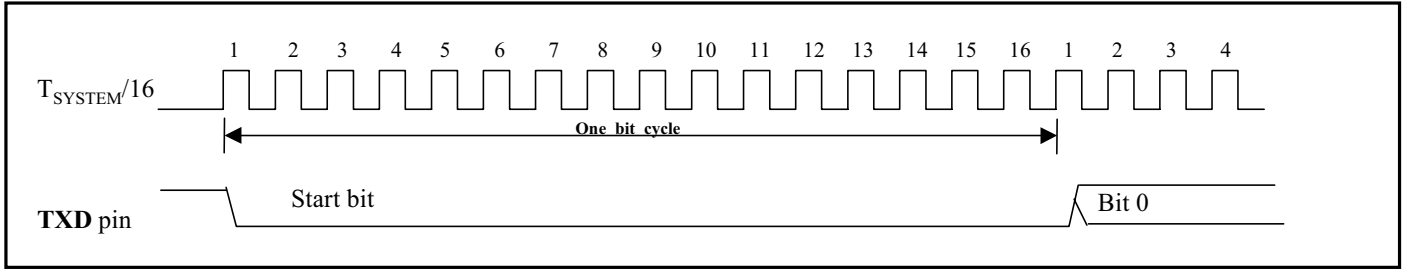 1 2 3 4 5 6 7 8 9 10 11 12 13 14 15 16 1 2 3 4
TSYSTEM/16
One bit cycle
Start bit
Bit 0
TXD pin